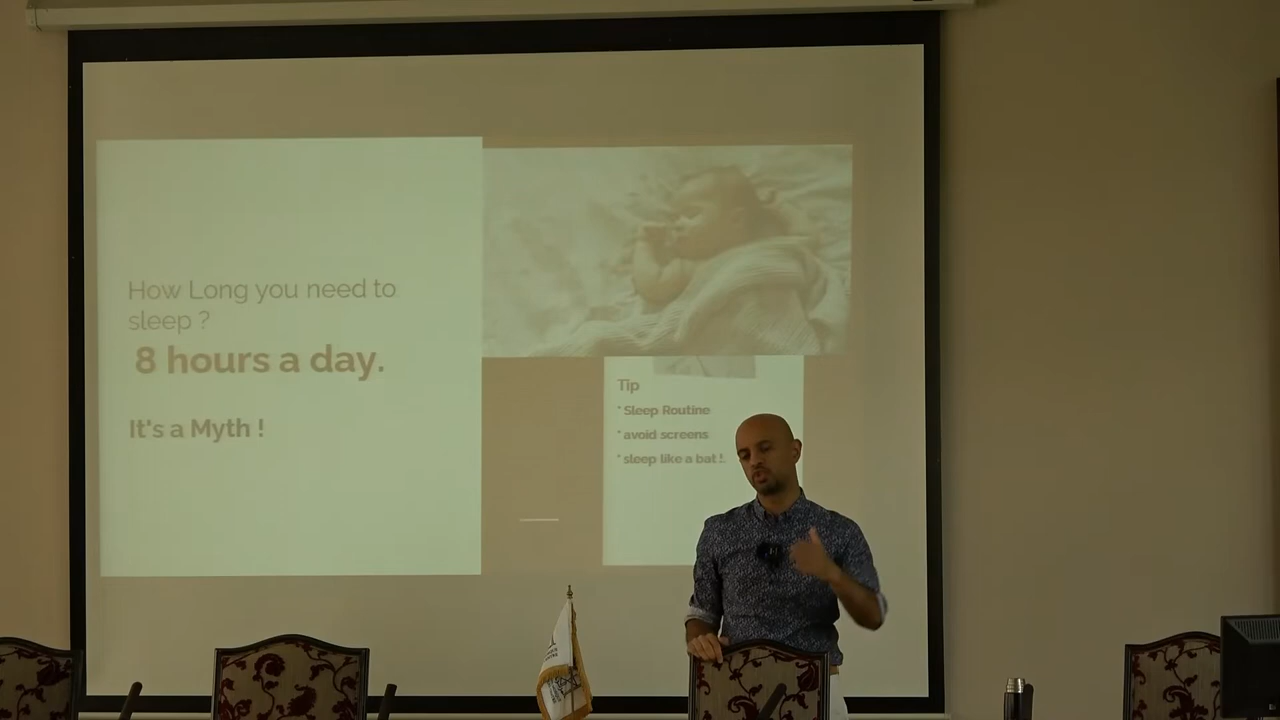 How Long you need to
sleep ?
8 hours a day.
It's a Myth !
Tip
* Sleep Routine
* avoid screens
* sleep like a bat !.